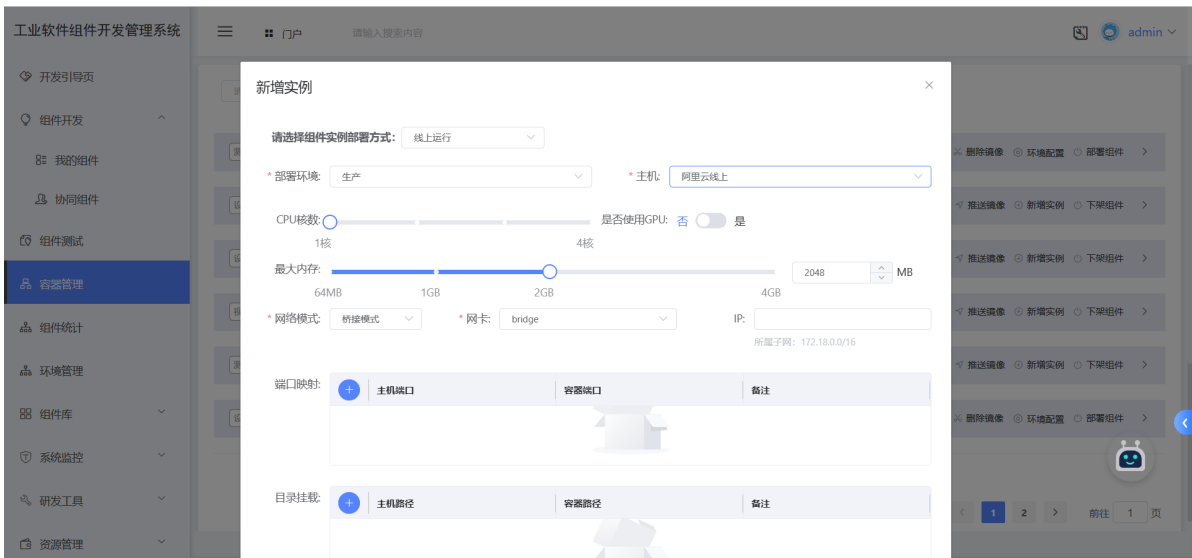 工业软件组件开发管理系统
门户
请输入搜索内容
admin
开发引导页
组件开发
我的组件
协同组件
组件测试
容器管理
组件统计
环境管理
组件库
系统监控
研发工具
资源管理
新增实例
请选择组件实例部署方式: 线上运行
* 部署环境: 生产 * 主机: 阿里云线上
CPU核数: 是否使用GPU: 否 是
1核 4核
最大内存: 2048 MB
64MB 1GB 2GB 4GB
* 网络模式: 桥接模式 * 网卡: bridge IP:
所属子网: 172.18.0.0/16
端口映射: 主机端口 容器端口 备注
目录挂载: 主机路径 容器路径 备注
删除镜像 环境配置 部署组件
推送镜像 新增实例 下架组件
推送镜像 新增实例 下架组件
推送镜像 新增实例 下架组件
推送镜像 新增实例 下架组件
删除镜像 环境配置 部署组件
1 2 前往 1 页